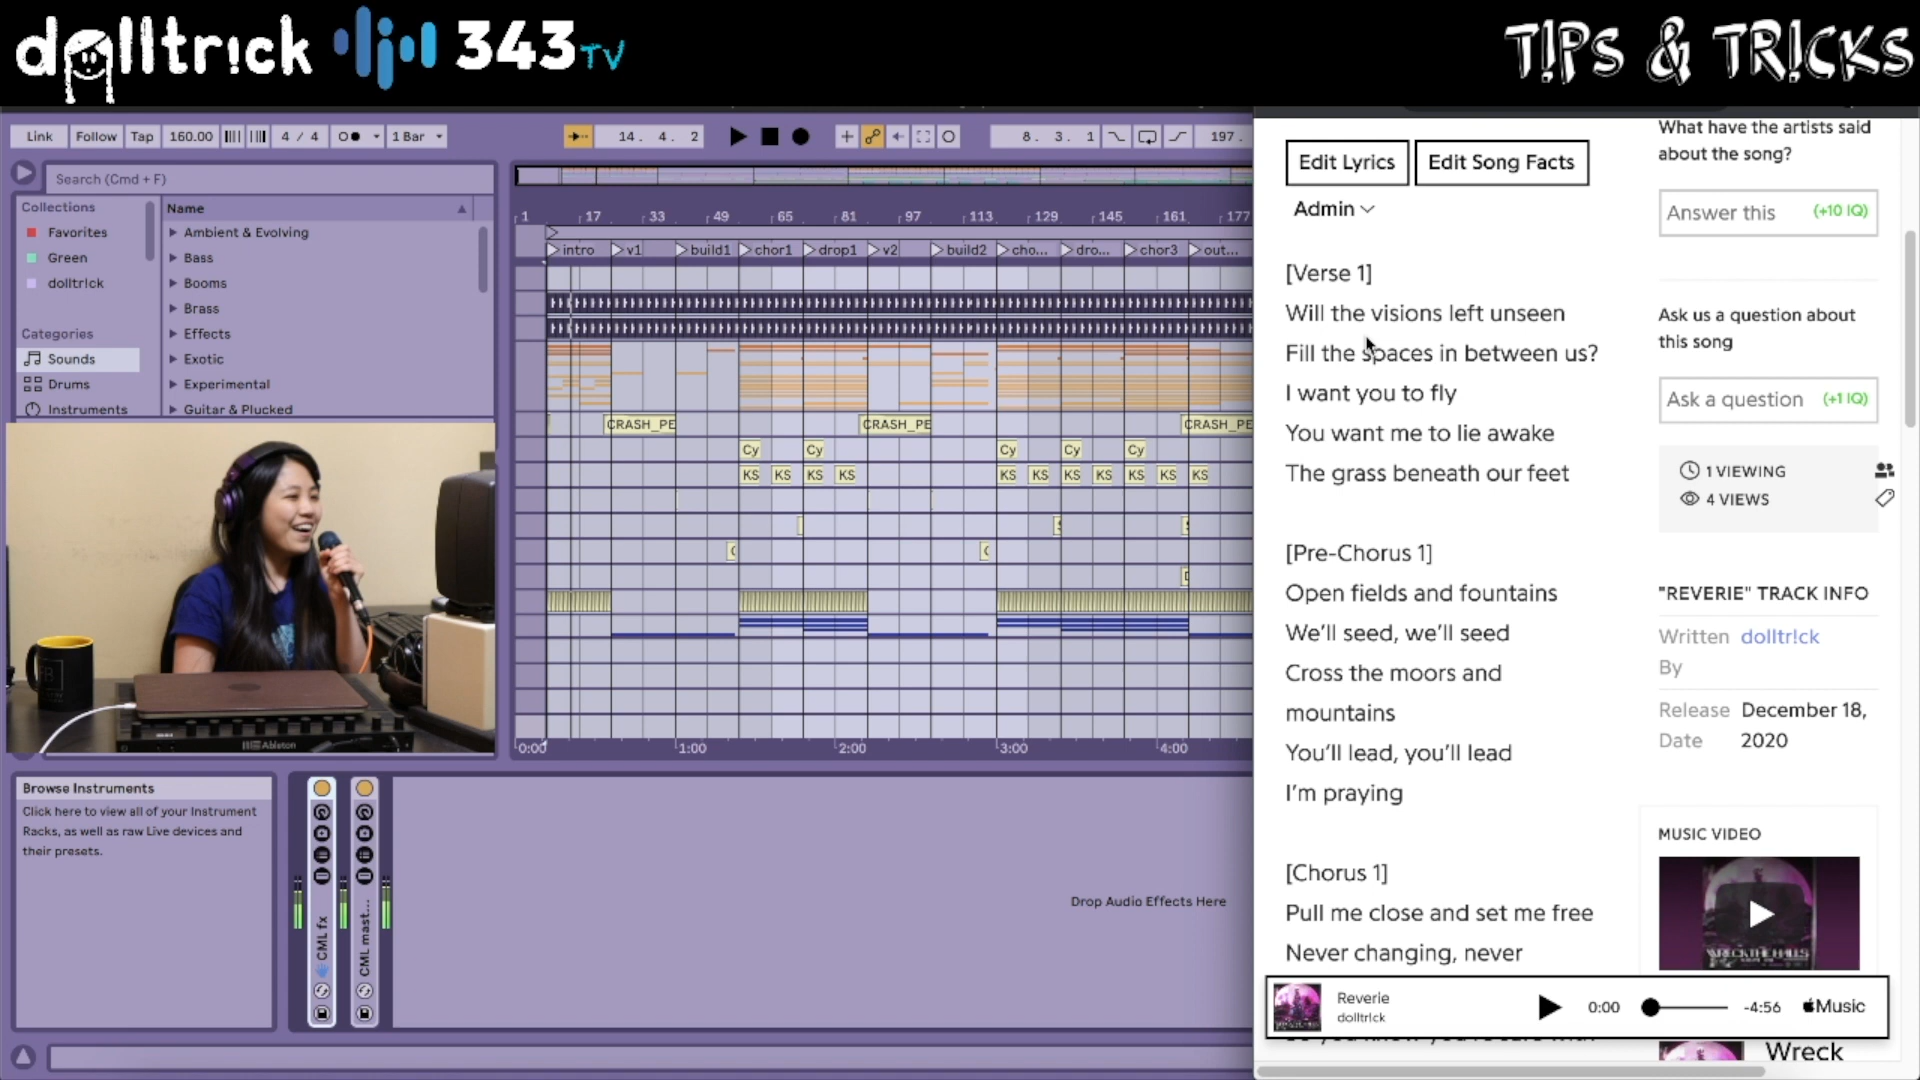 dolltr!ck 343 TV
T!PS & TR!CKS
Link Follow Tap 160.00 4 / 4 1 Bar
14. 4. 2
8. 3. 1
197.
Search (Cmd + F)
Collections
Favorites
Green
dolltr!ck
Categories
Sounds
Drums
Instruments
Name
Ambient & Evolving
Bass
Booms
Brass
Effects
Exotic
Experimental
Guitar & Plucked
1 17 33 49 65 81 97 113 129 145 161 177
intro v1 build1 chor1 drop1 v2 build2 cho... dro... chor3 out...
CRASH_PE CRASH_PE CRASH_PE
Cy Cy Cy Cy Cy
KS KS KS KS KS KS KS KS KS KS KS
0:00 1:00 2:00 3:00 4:00
Ableton
Browse Instruments
Click here to view all of your Instrument
Racks, as well as raw Live devices and
their presets.
CML fx
CML mast...
Drop Audio Effects Here
Edit Lyrics Edit Song Facts
Admin
[Verse 1]
Will the visions left unseen
Fill the spaces in between us?
I want you to fly
You want me to lie awake
The grass beneath our feet
[Pre-Chorus 1]
Open fields and fountains
We'll seed, we'll seed
Cross the moors and
mountains
You'll lead, you'll lead
I'm praying
[Chorus 1]
Pull me close and set me free
Never changing, never
What have the artists said
about the song?
Answer this (+10 IQ)
Ask us a question about
this song
Ask a question (+1 IQ)
1 VIEWING
4 VIEWS
"REVERIE" TRACK INFO
Written By dolltr!ck
Release Date December 18, 2020
MUSIC VIDEO
WRECK THE HALLS
Reverie
dolltr!ck
0:00 -4:56 Music
Wreck